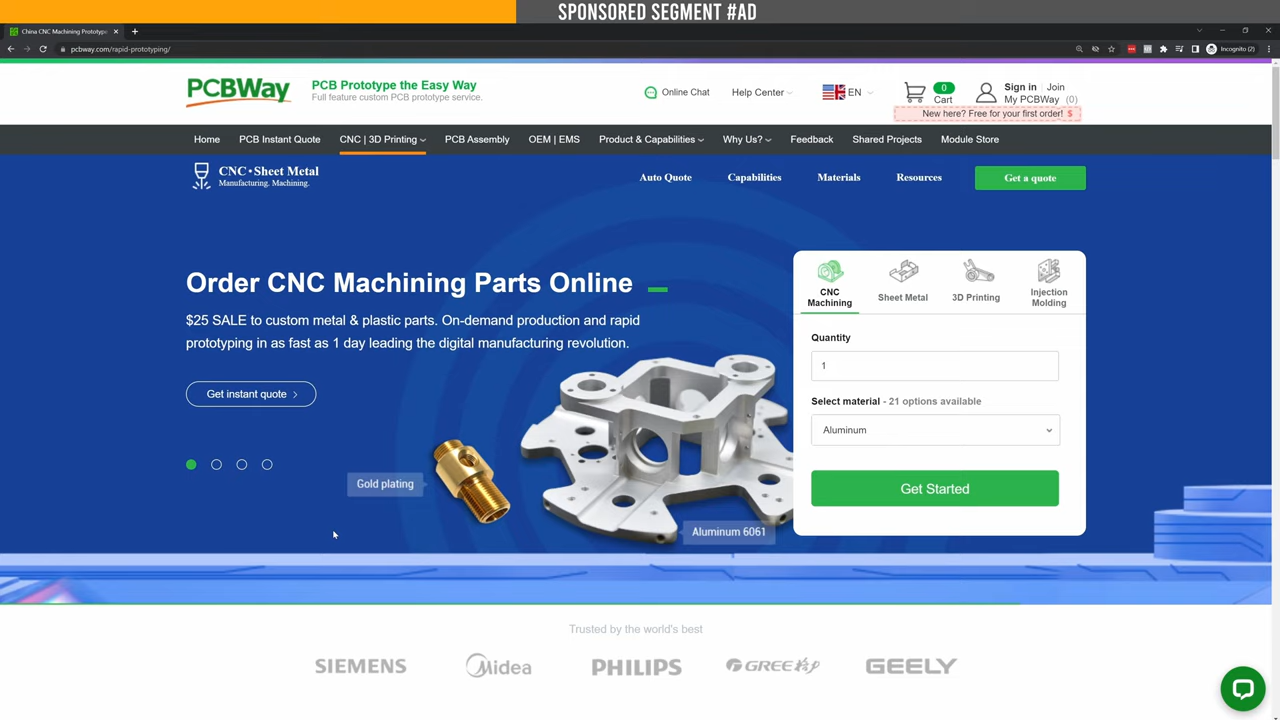 SPONSORED SEGMENT #AD
China CNC Machining Prototype
pcbway.com/rapid-prototyping/
Incognito (2)
PCBWay
PCB Prototype the Easy Way
Full feature custom PCB prototype service.
Online Chat
Help Center
EN
0
Cart
Sign in
Join
My PCBWay (0)
New here? Free for your first order! $
Home
PCB Instant Quote
CNC | 3D Printing
PCB Assembly
OEM | EMS
Product & Capabilities
Why Us?
Feedback
Shared Projects
Module Store
CNC • Sheet Metal
Manufacturing. Machining.
Auto Quote
Capabilities
Materials
Resources
Get a quote
Order CNC Machining Parts Online
$25 SALE to custom metal & plastic parts. On-demand production and rapid
prototyping in as fast as 1 day leading the digital manufacturing revolution.
Get instant quote
Gold plating
Aluminum 6061
CNC
Machining
Sheet Metal
3D Printing
Injection
Molding
Quantity
1
Select material - 21 options available
Aluminum
Get Started
Trusted by the world's best
SIEMENS
Midea
PHILIPS
GREE格力
GEELY